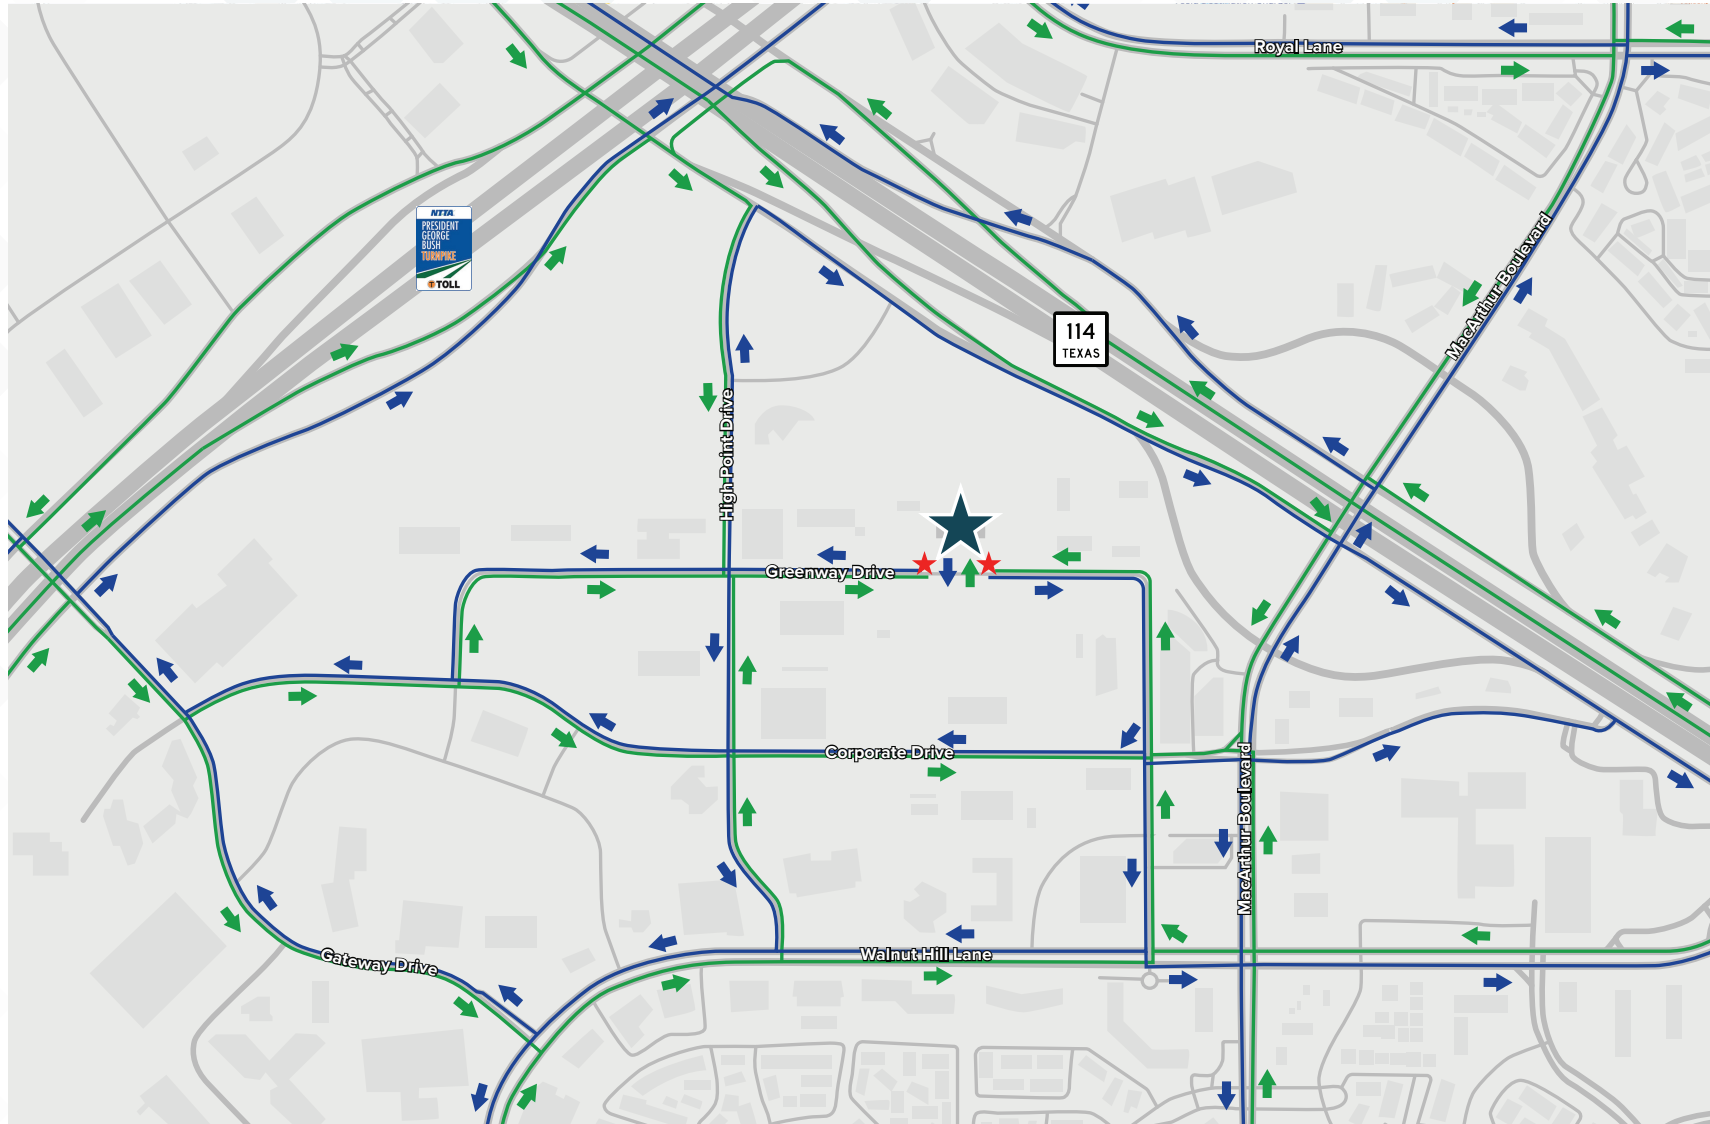 Royal Lane
MacArthur Boulevard
NTTA
PRESIDENT
GEORGE
BUSH
TURNPIKE
TOLL
114
TEXAS
High Point Drive
Greenway Drive
Corporate Drive
MacArthur Boulevard
Walnut Hill Lane
Gateway Drive